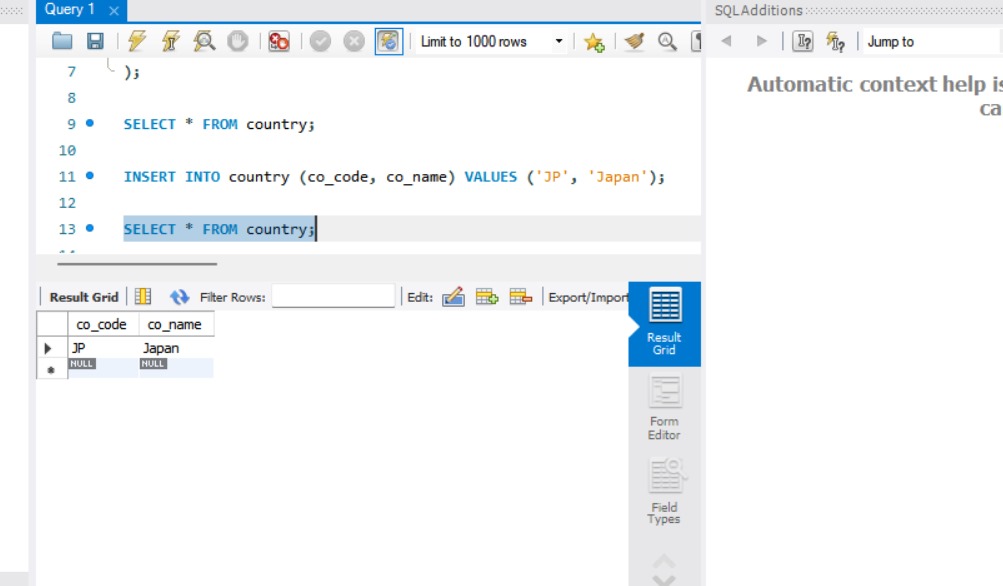 Query 1
SQLAdditions
Limit to 1000 rows
Jump to
7 );
8
9 SELECT * FROM country;
10
11 INSERT INTO country (co_code, co_name) VALUES ('JP', 'Japan');
12
13 SELECT * FROM country;
Automatic context help is
ca
Result Grid
Filter Rows:
Edit:
Export/Import
co_code co_name
JP Japan
NULL NULL
Result
Grid
Form
Editor
Field
Types